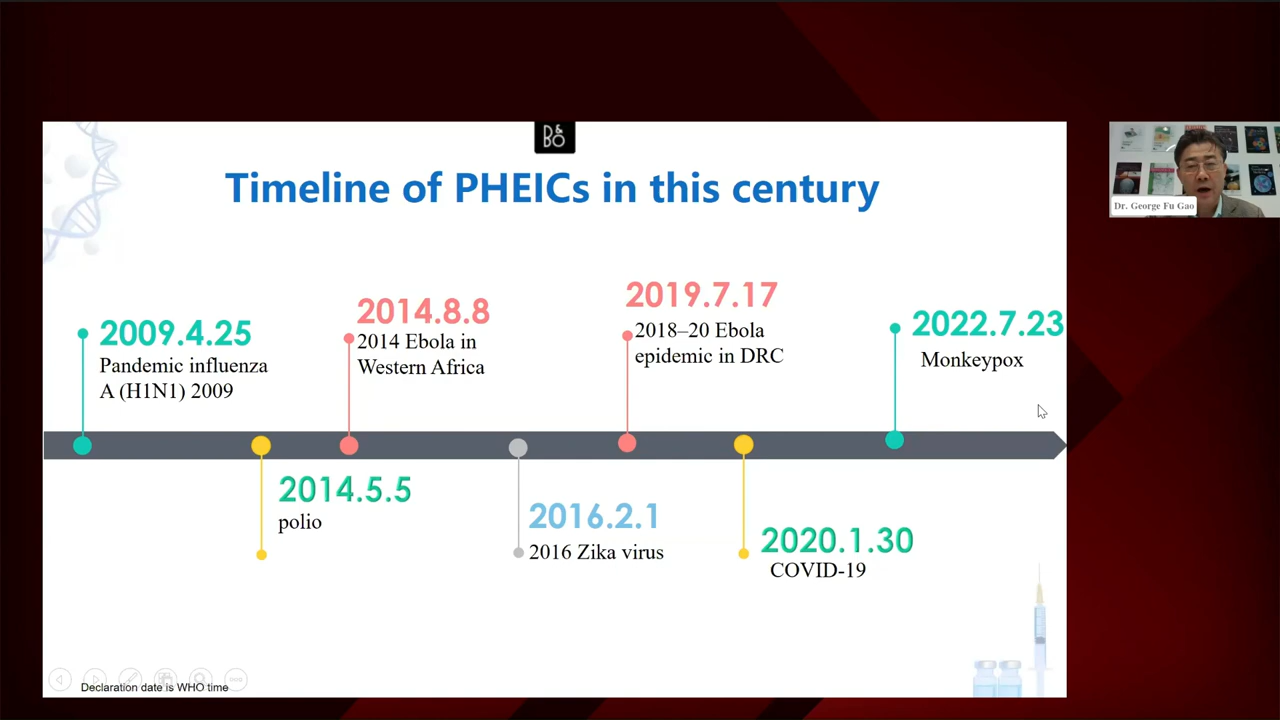 B&O
Timeline of PHEICs in this century
Dr. George Fu Gao
2009.4.25
Pandemic influenza
A (H1N1) 2009
2014.5.5
polio
2014.8.8
2014 Ebola in
Western Africa
2016.2.1
2016 Zika virus
2019.7.17
2018–20 Ebola
epidemic in DRC
2020.1.30
COVID-19
2022.7.23
Monkeypox
Declaration date is WHO time